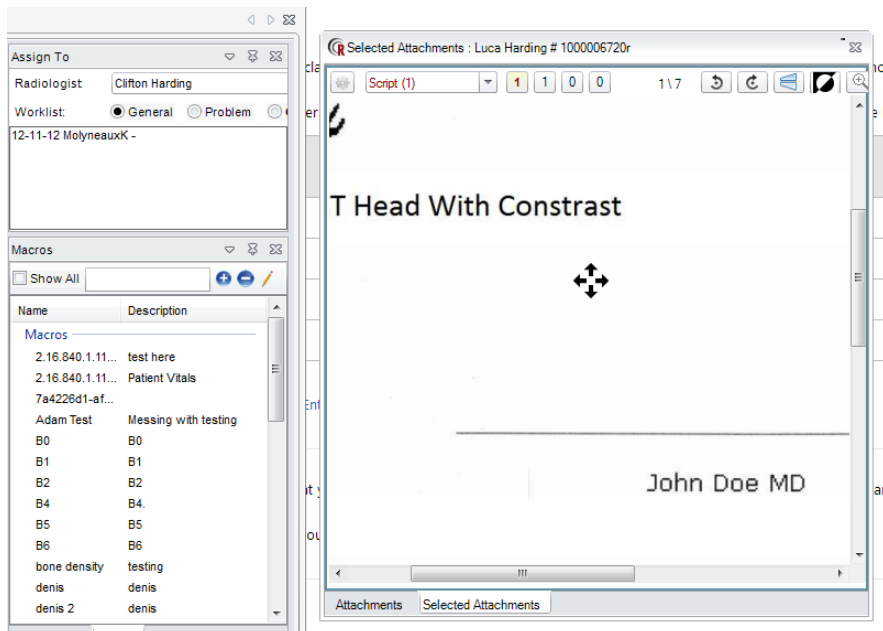 Assign To
Radiologist Clifton Harding
Worklist: General Problem
12-11-12 MolyneauxK -
Macros
Show All
Name Description
Macros
2.16.840.1.11... test here
2.16.840.1.11... Patient Vitals
7a4226d1-af...
Adam Test Messing with testing
B0 B0
B1 B1
B2 B2
B4 B4.
B5 B5
B6 B6
bone density testing
denis denis
denis 2 denis
Selected Attachments : Luca Harding # 1000006720r
Script (1) 1 1 0 0 1\7
T Head With Constrast
John Doe MD
Attachments Selected Attachments